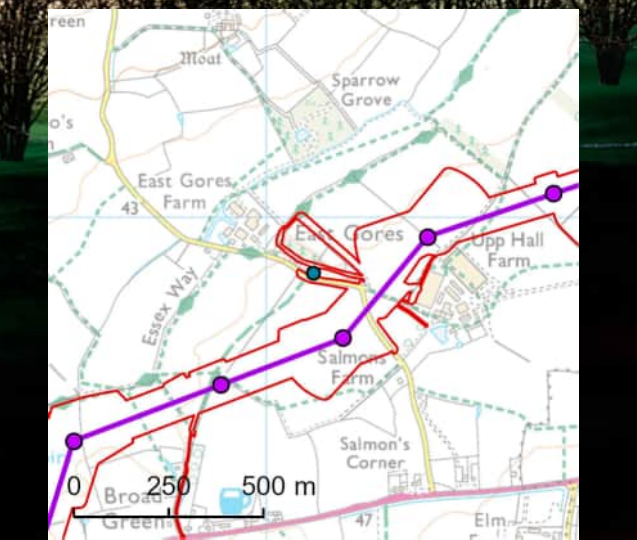 reen
Moat
Sparrow
Grove
o's
n
East Gores
Farm
43
East Gores
Upp Hall
Farm
Essex Way
Salmons
Farm
Salmon's
Corner
0 250 500 m
Broad
Green
47
Elm